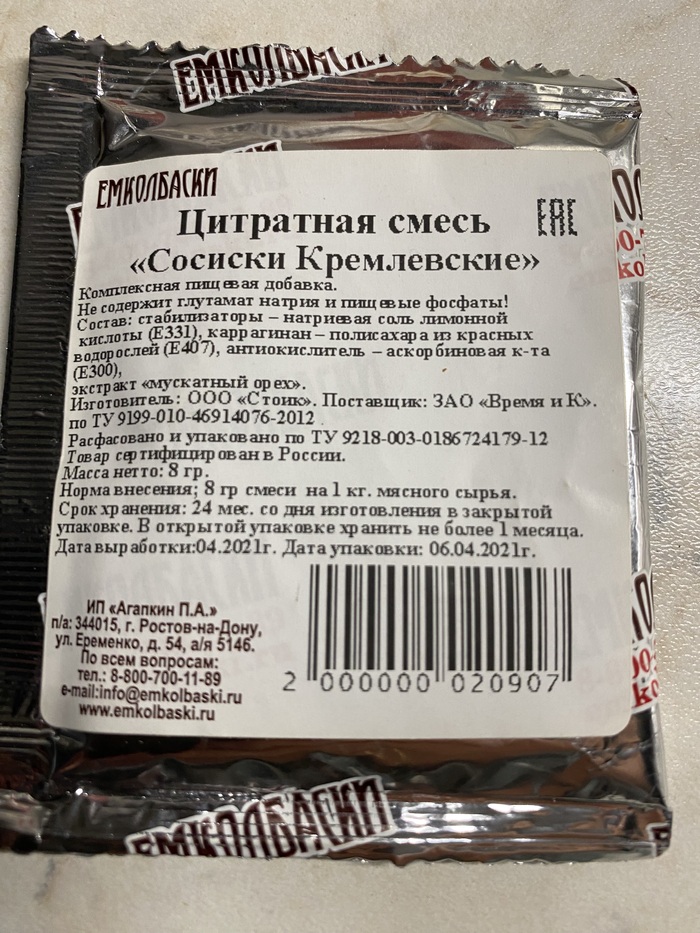 ЕМКОЛБАСКИ
ЕМКОЛБАСКИ
ЕАС
Цитратная смесь
«Сосиски Кремлевские»
Комплексная пищевая добавка.
Не содержит глутамат натрия и пищевые фосфаты!
Состав: стабилизаторы – натриевая соль лимонной
кислоты (Е331), каррагинан – полисахара из красных
водорослей (Е407), антиокислитель – аскорбиновая к-та
(Е300),
экстракт «мускатный орех».
Изготовитель: ООО «Стоик». Поставщик: ЗАО «Время и К».
по ТУ 9199-010-46914076-2012
Расфасовано и упаковано по ТУ 9218-003-0186724179-12
Товар сертифицирован в России.
Масса нетто: 8 гр.
Норма внесения; 8 гр смеси на 1 кг. мясного сырья.
Срок хранения: 24 мес. со дня изготовления в закрытой
упаковке. В открытой упаковке хранить не более 1 месяца.
Дата выработки:04.2021г. Дата упаковки: 06.04.2021г.
ИП «Агапкин П.А.»
п/а: 344015, г. Ростов-на-Дону,
ул. Еременко, д. 54, а/я 5146.
По всем вопросам:
тел.: 8-800-700-11-89
e-mail:info@emkolbaski.ru
www.emkolbaski.ru
2 000000 020907
ЕМКОЛБАСКИ